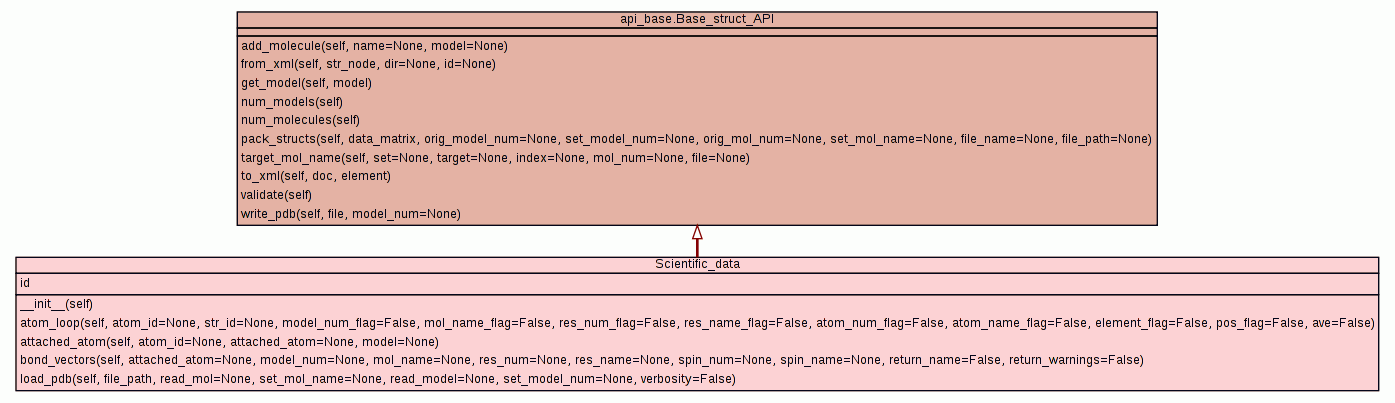 api_base.Base_struct_API
add_molecule(self, name=None, model=None)
from_xml(self, str_node, dir=None, id=None)
get_model(self, model)
num_models(self)
num_molecules(self)
pack_structs(self, data_matrix, orig_model_num=None, set_model_num=None, orig_mol_num=None, set_mol_name=None, file_name=None, file_path=None)
target_mol_name(self, set=None, target=None, index=None, mol_num=None, file=None)
to_xml(self, doc, element)
validate(self)
write_pdb(self, file, model_num=None)
Scientific_data
id
__init__(self)
atom_loop(self, atom_id=None, str_id=None, model_num_flag=False, mol_name_flag=False, res_num_flag=False, res_name_flag=False, atom_num_flag=False, atom_name_flag=False, element_flag=False, pos_flag=False, ave=False)
attached_atom(self, atom_id=None, attached_atom=None, model=None)
bond_vectors(self, attached_atom=None, model_num=None, mol_name=None, res_num=None, res_name=None, spin_num=None, spin_name=None, return_name=False, return_warnings=False)
load_pdb(self, file_path, read_mol=None, set_mol_name=None, read_model=None, set_model_num=None, verbosity=False)